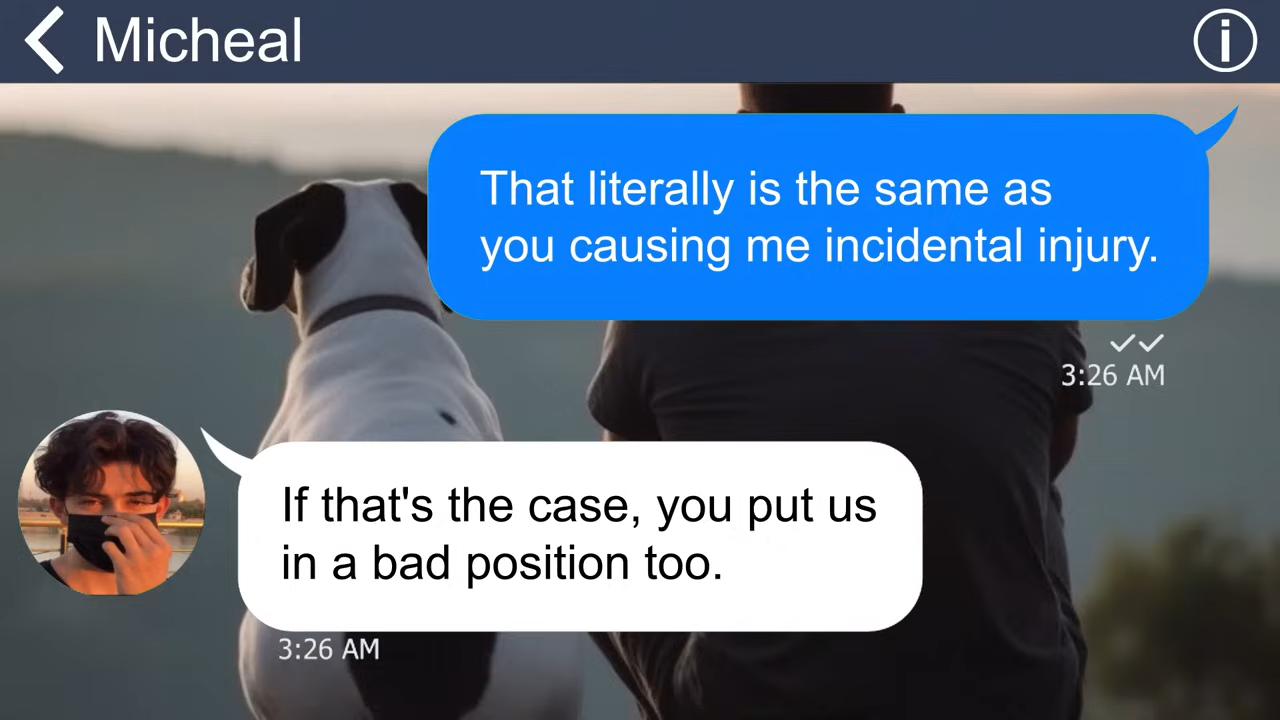 Micheal
That literally is the same as
you causing me incidental injury.
3:26 AM
If that's the case, you put us
in a bad position too.
3:26 AM